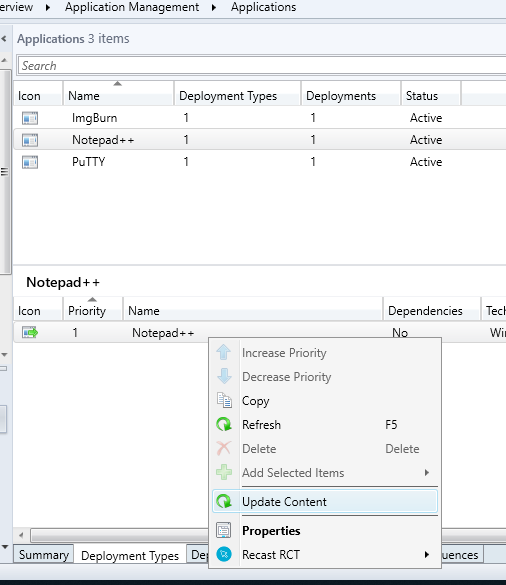 erview ▸ Application Management ▸ Applications
Applications 3 items
Search
Icon Name Deployment Types Deployments Status
ImgBurn 1 1 Active
Notepad++ 1 1 Active
PuTTY 1 1 Active
Notepad++
Icon Priority Name Dependencies Tech
1 Notepad++ No Win
Increase Priority
Decrease Priority
Copy
Refresh F5
Delete Delete
Add Selected Items
Update Content
Properties
Recast RCT
Summary Deployment Types Dep uences